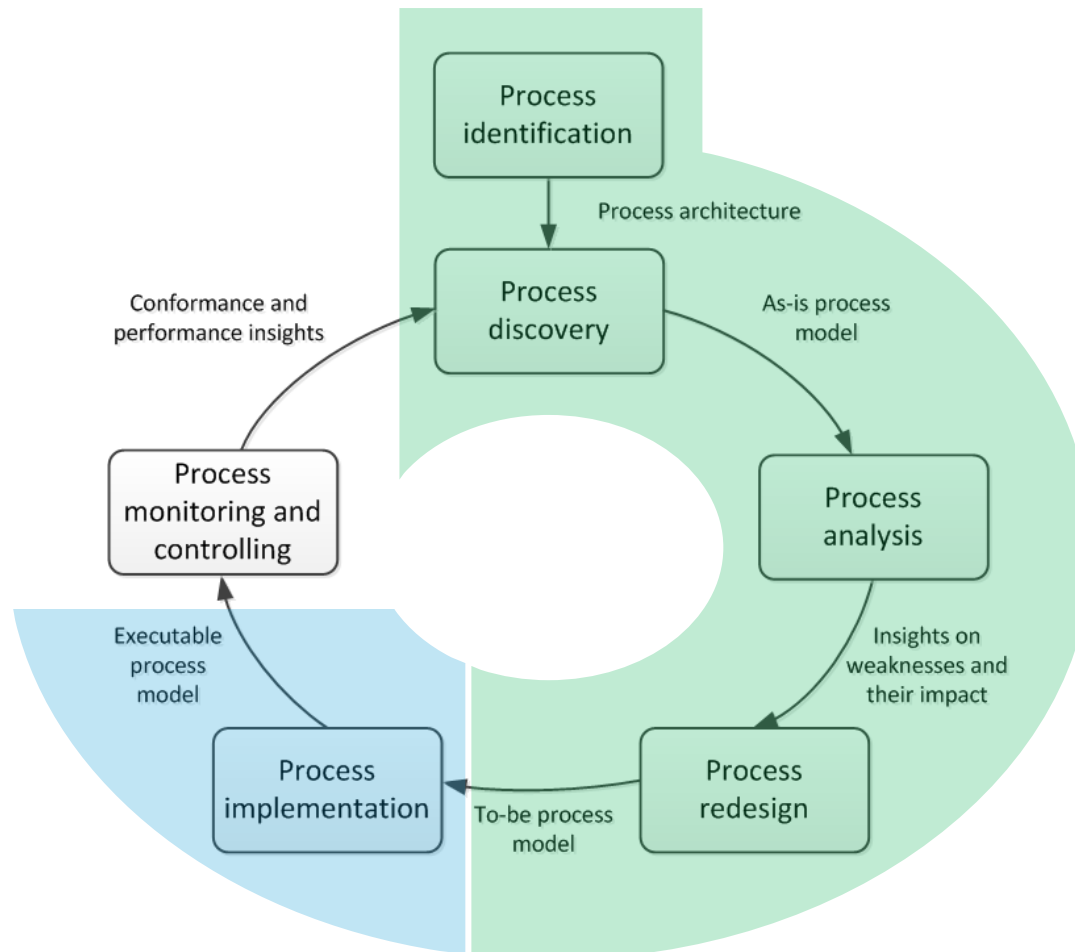 Process
identification
Process architecture
Process
discovery
As-is process
model
Process
analysis
Insights on
weaknesses and
their impact
Process
redesign
To-be process
model
Process
implementation
Executable
process
model
Process
monitoring and
controlling
Conformance and
performance insights